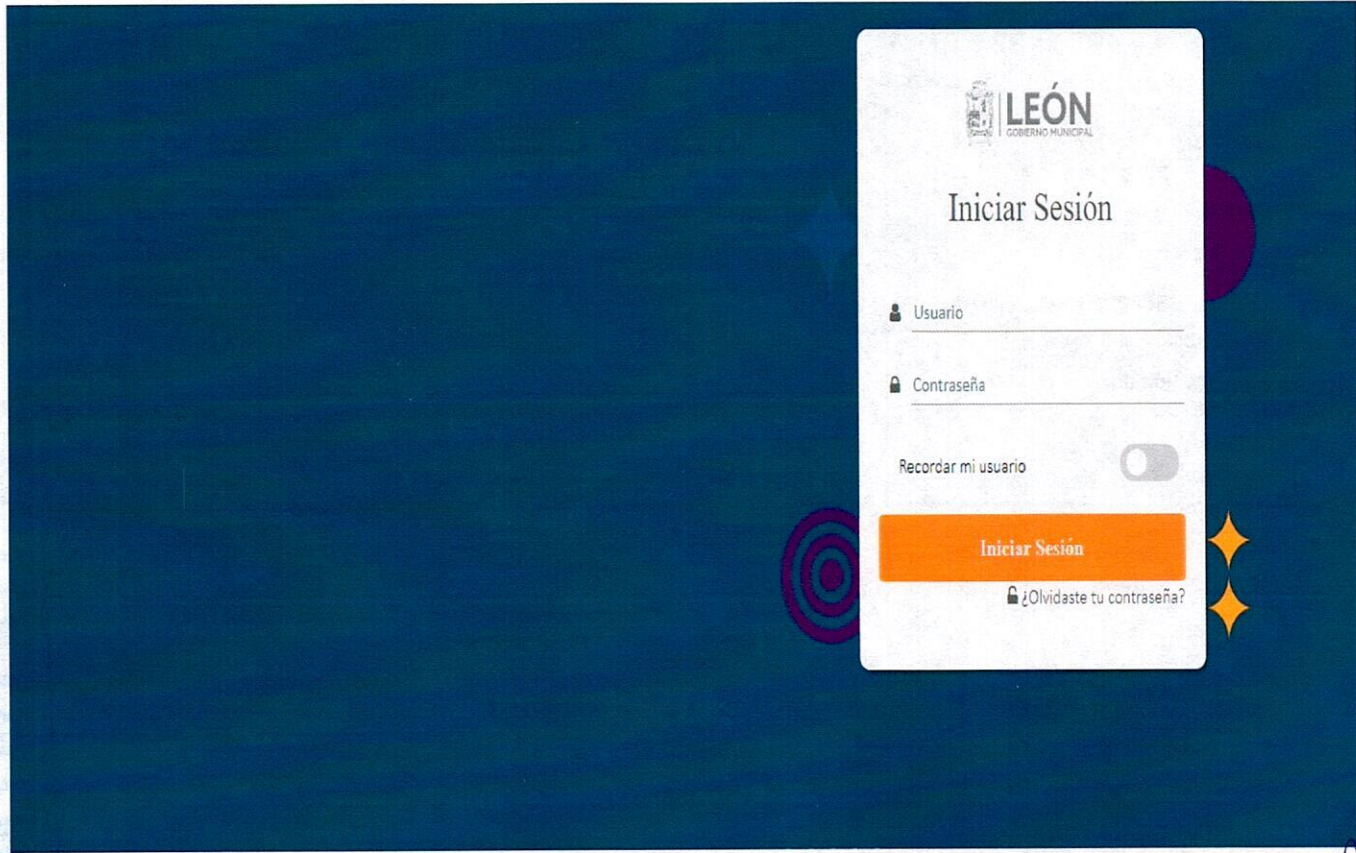 LEÓN
GOBIERNO MUNICIPAL
Iniciar Sesión
Usuario
Contraseña
Recordar mi usuario
Iniciar Sesión
¿Olvidaste tu contraseña?